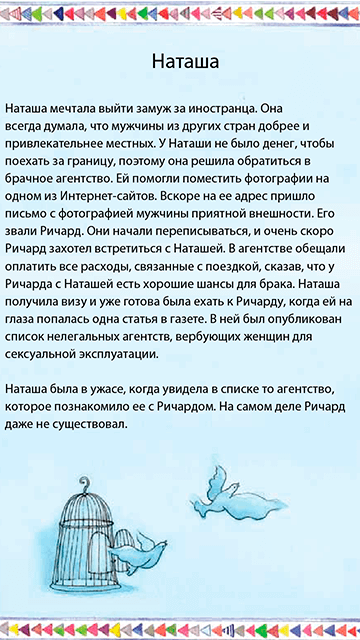 Наташа
Наташа мечтала выйти замуж за иностранца. Она
всегда думала, что мужчины из других стран добрее и
привлекательнее местных. У Наташи не было денег, чтобы
поехать за границу, поэтому она решила обратиться в
брачное агентство. Ей помогли поместить фотографии на
одном из Интернет-сайтов. Вскоре на ее адрес пришло
письмо с фотографией мужчины приятной внешности. Его
звали Ричард. Они начали переписываться, и очень скоро
Ричард захотел встретиться с Наташей. В агентстве обещали
оплатить все расходы, связанные с поездкой, сказав, что у
Ричарда с Наташей есть хорошие шансы для брака. Наташа
получила визу и уже готова была ехать к Ричарду, когда ей на
глаза попалась одна статья в газете. В ней был опубликован
список нелегальных агентств, вербующих женщин для
сексуальной эксплуатации.
Наташа была в ужасе, когда увидела в списке то агентство,
которое познакомило ее с Ричардом. На самом деле Ричард
даже не существовал.